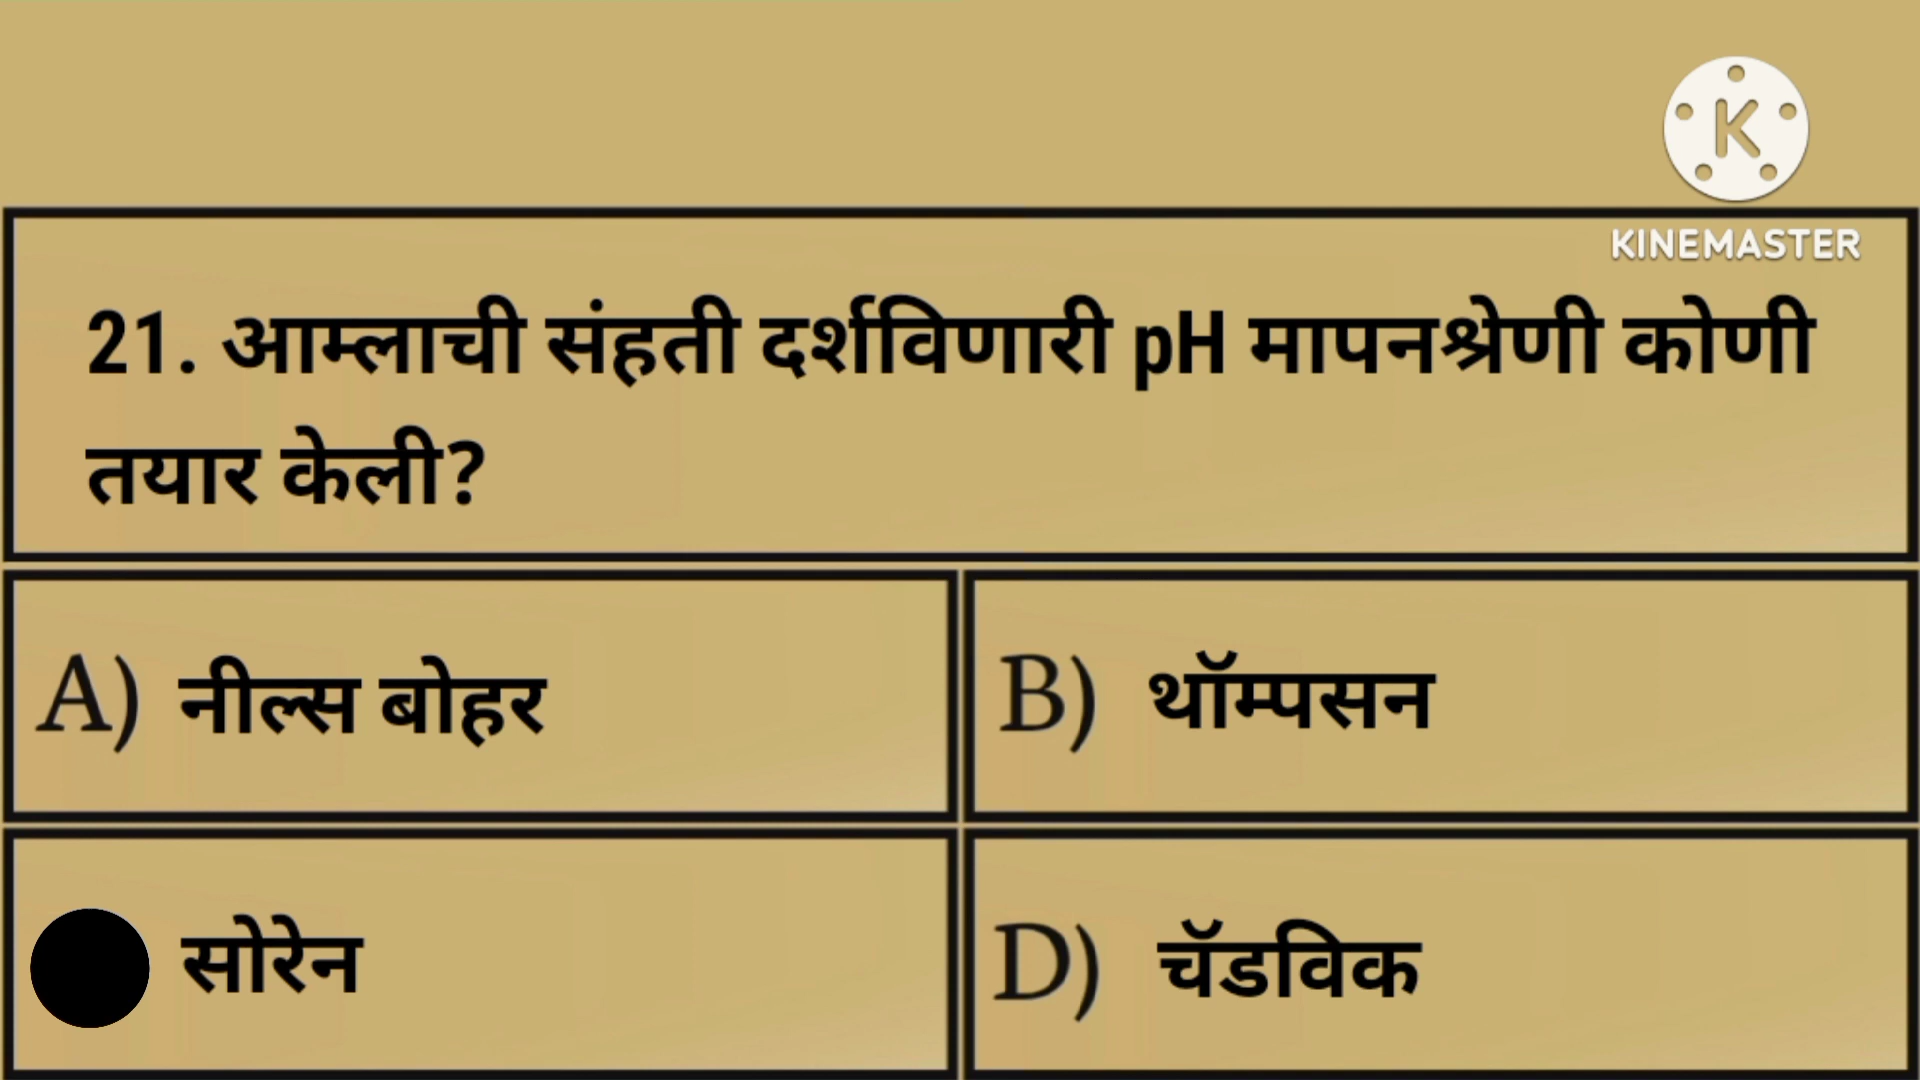 K
KINEMASTER
21. आम्लाची संहती दर्शविणारी pH मापनश्रेणी कोणी
तयार केली?
A) नील्स बोहर
B) थॉम्पसन
सोरेन
D) चॅडविक